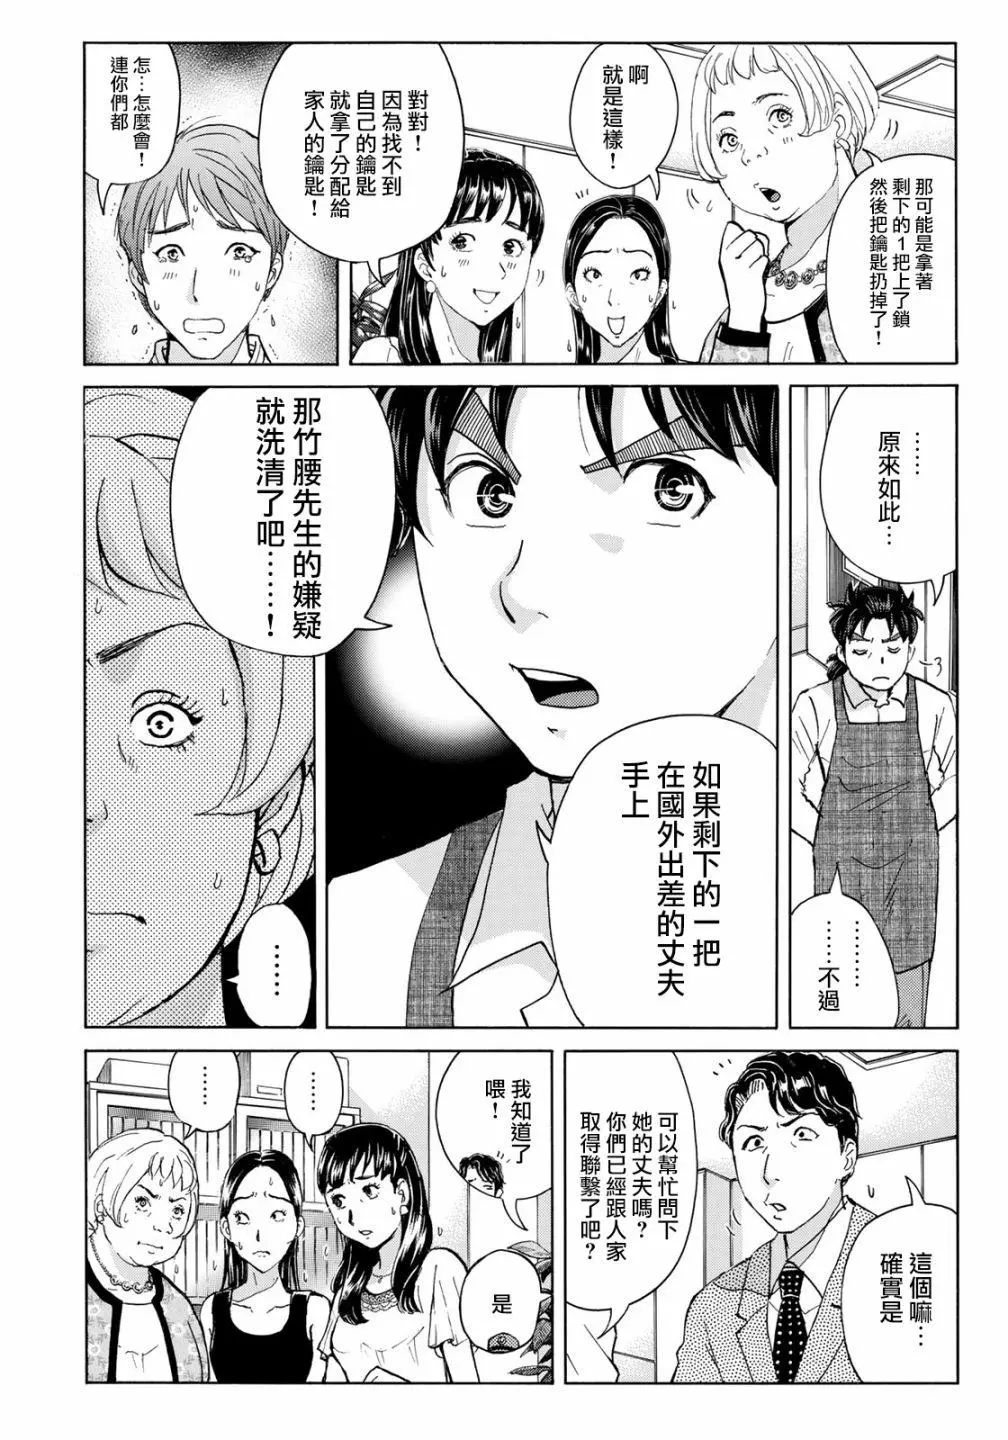 那可能是拿著
剩下的1把上了鎖
然後把鑰匙扔掉了！
啊
就是這樣！
對對！
因為找不到
自己的鑰匙
就拿了分配給
家人的鑰匙！
怎…怎麼會！
連你們都
……
原來如此…
…………
……不過
如果剩下的一把
在國外出差的丈夫
手上
那竹腰先生的嫌疑
就洗清了吧……！
……
這個嘛…
確實是
可以幫忙問下
她的丈夫嗎？
你們已經跟人家
取得聯繫了吧？
我知道了
喂！
是
……
……